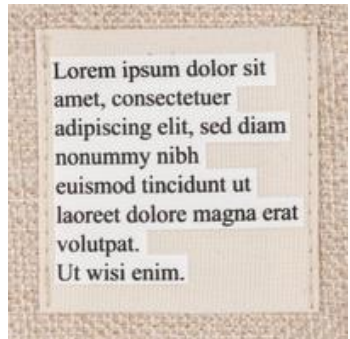 Lorem ipsum dolor sit
amet, consectetuer
adipiscing elit, sed diam
nonummy nibh
euismod tincidunt ut
laoreet dolore magna erat
volutpat.
Ut wisi enim.